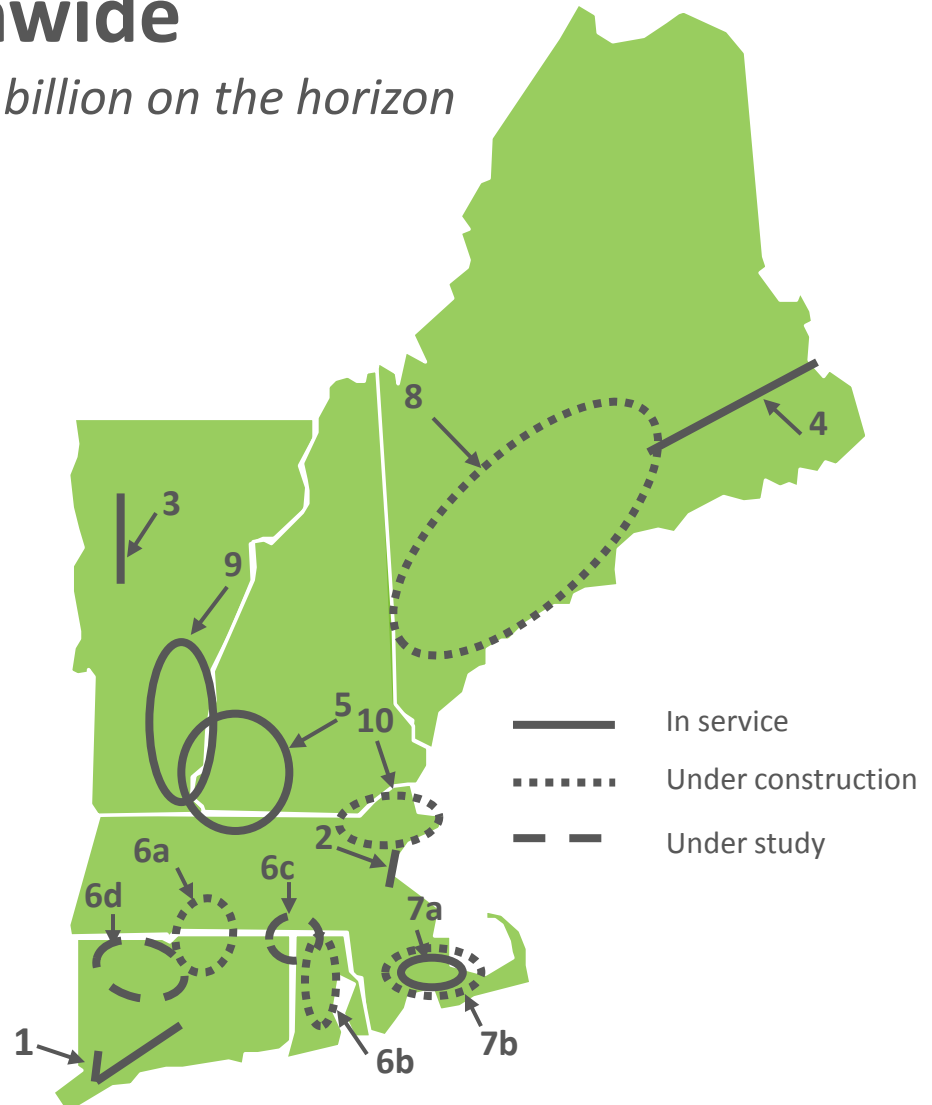 billion on the horizon
8
4
3
9
5
10
In service
Under construction
2
6a
6c
Under study
6d
7a
1
7b
6b